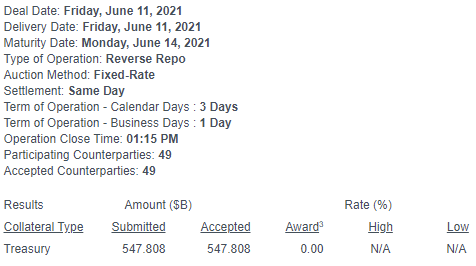 Deal Date: Friday, June 11, 2021
Delivery Date: Friday, June 11, 2021
Maturity Date: Monday, June 14, 2021
Type of Operation: Reverse Repo
Auction Method: Fixed-Rate
Settlement: Same Day
Term of Operation - Calendar Days : 3 Days
Term of Operation - Business Days : 1 Day
Operation Close Time: 01:15 PM
Participating Counterparties: 49
Accepted Counterparties: 49
Results Amount ($B) Rate (%)
Collateral Type Submitted Accepted Award3 High Low
Treasury 547.808 547.808 0.00 N/A N/A